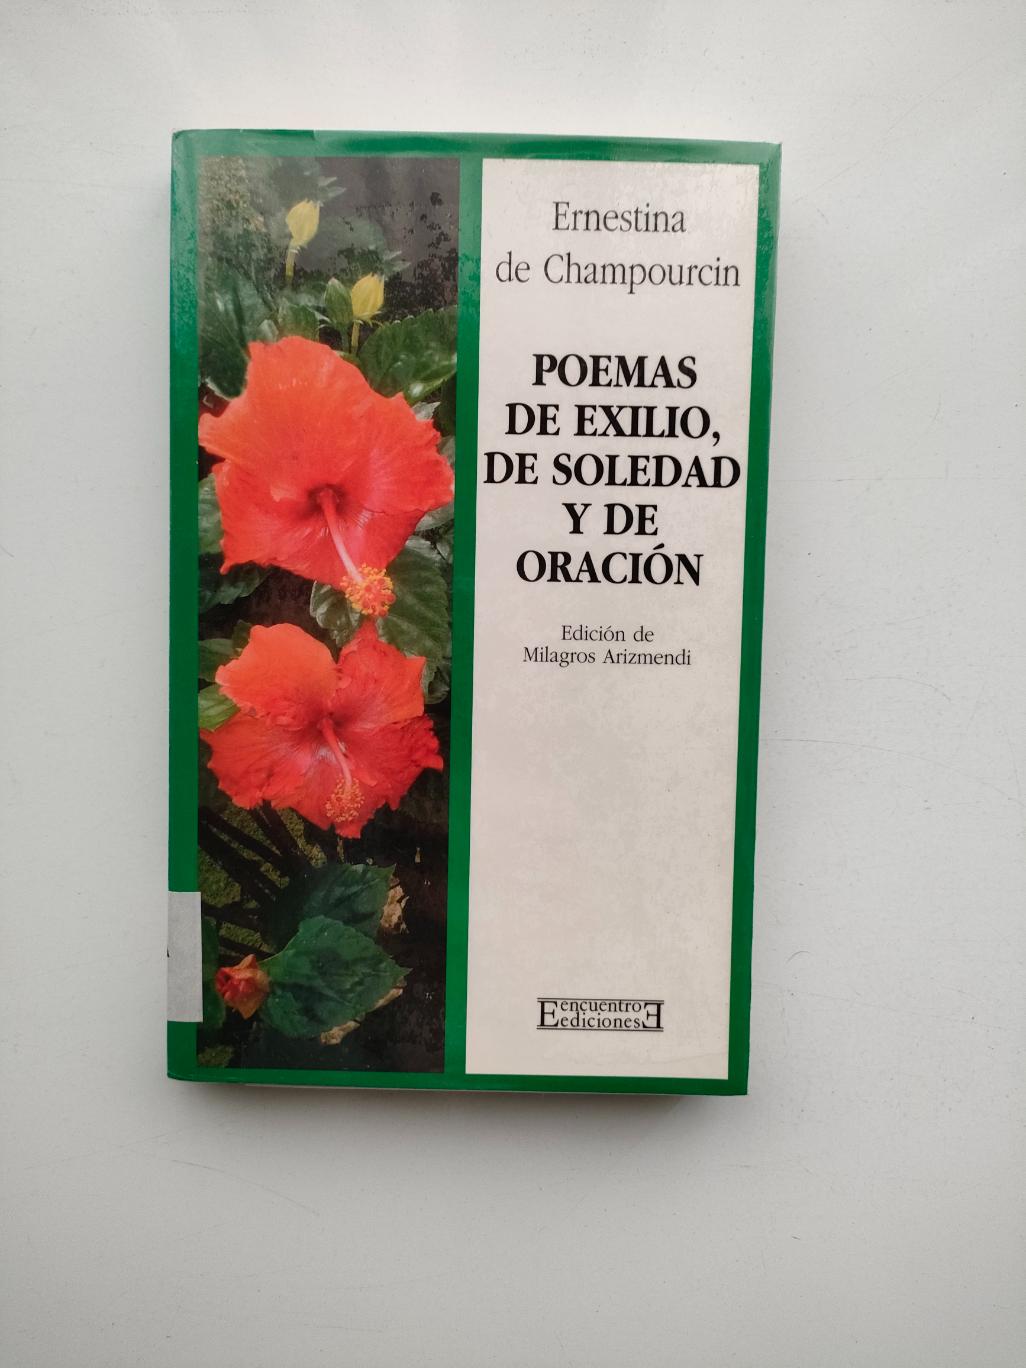 Ernestina
de Champourcin
POEMAS
DE EXILIO,
DE SOLEDAD
Y DE
ORACIÓN
Edición de
Milagros Arizmendi
encuentro
ediciones